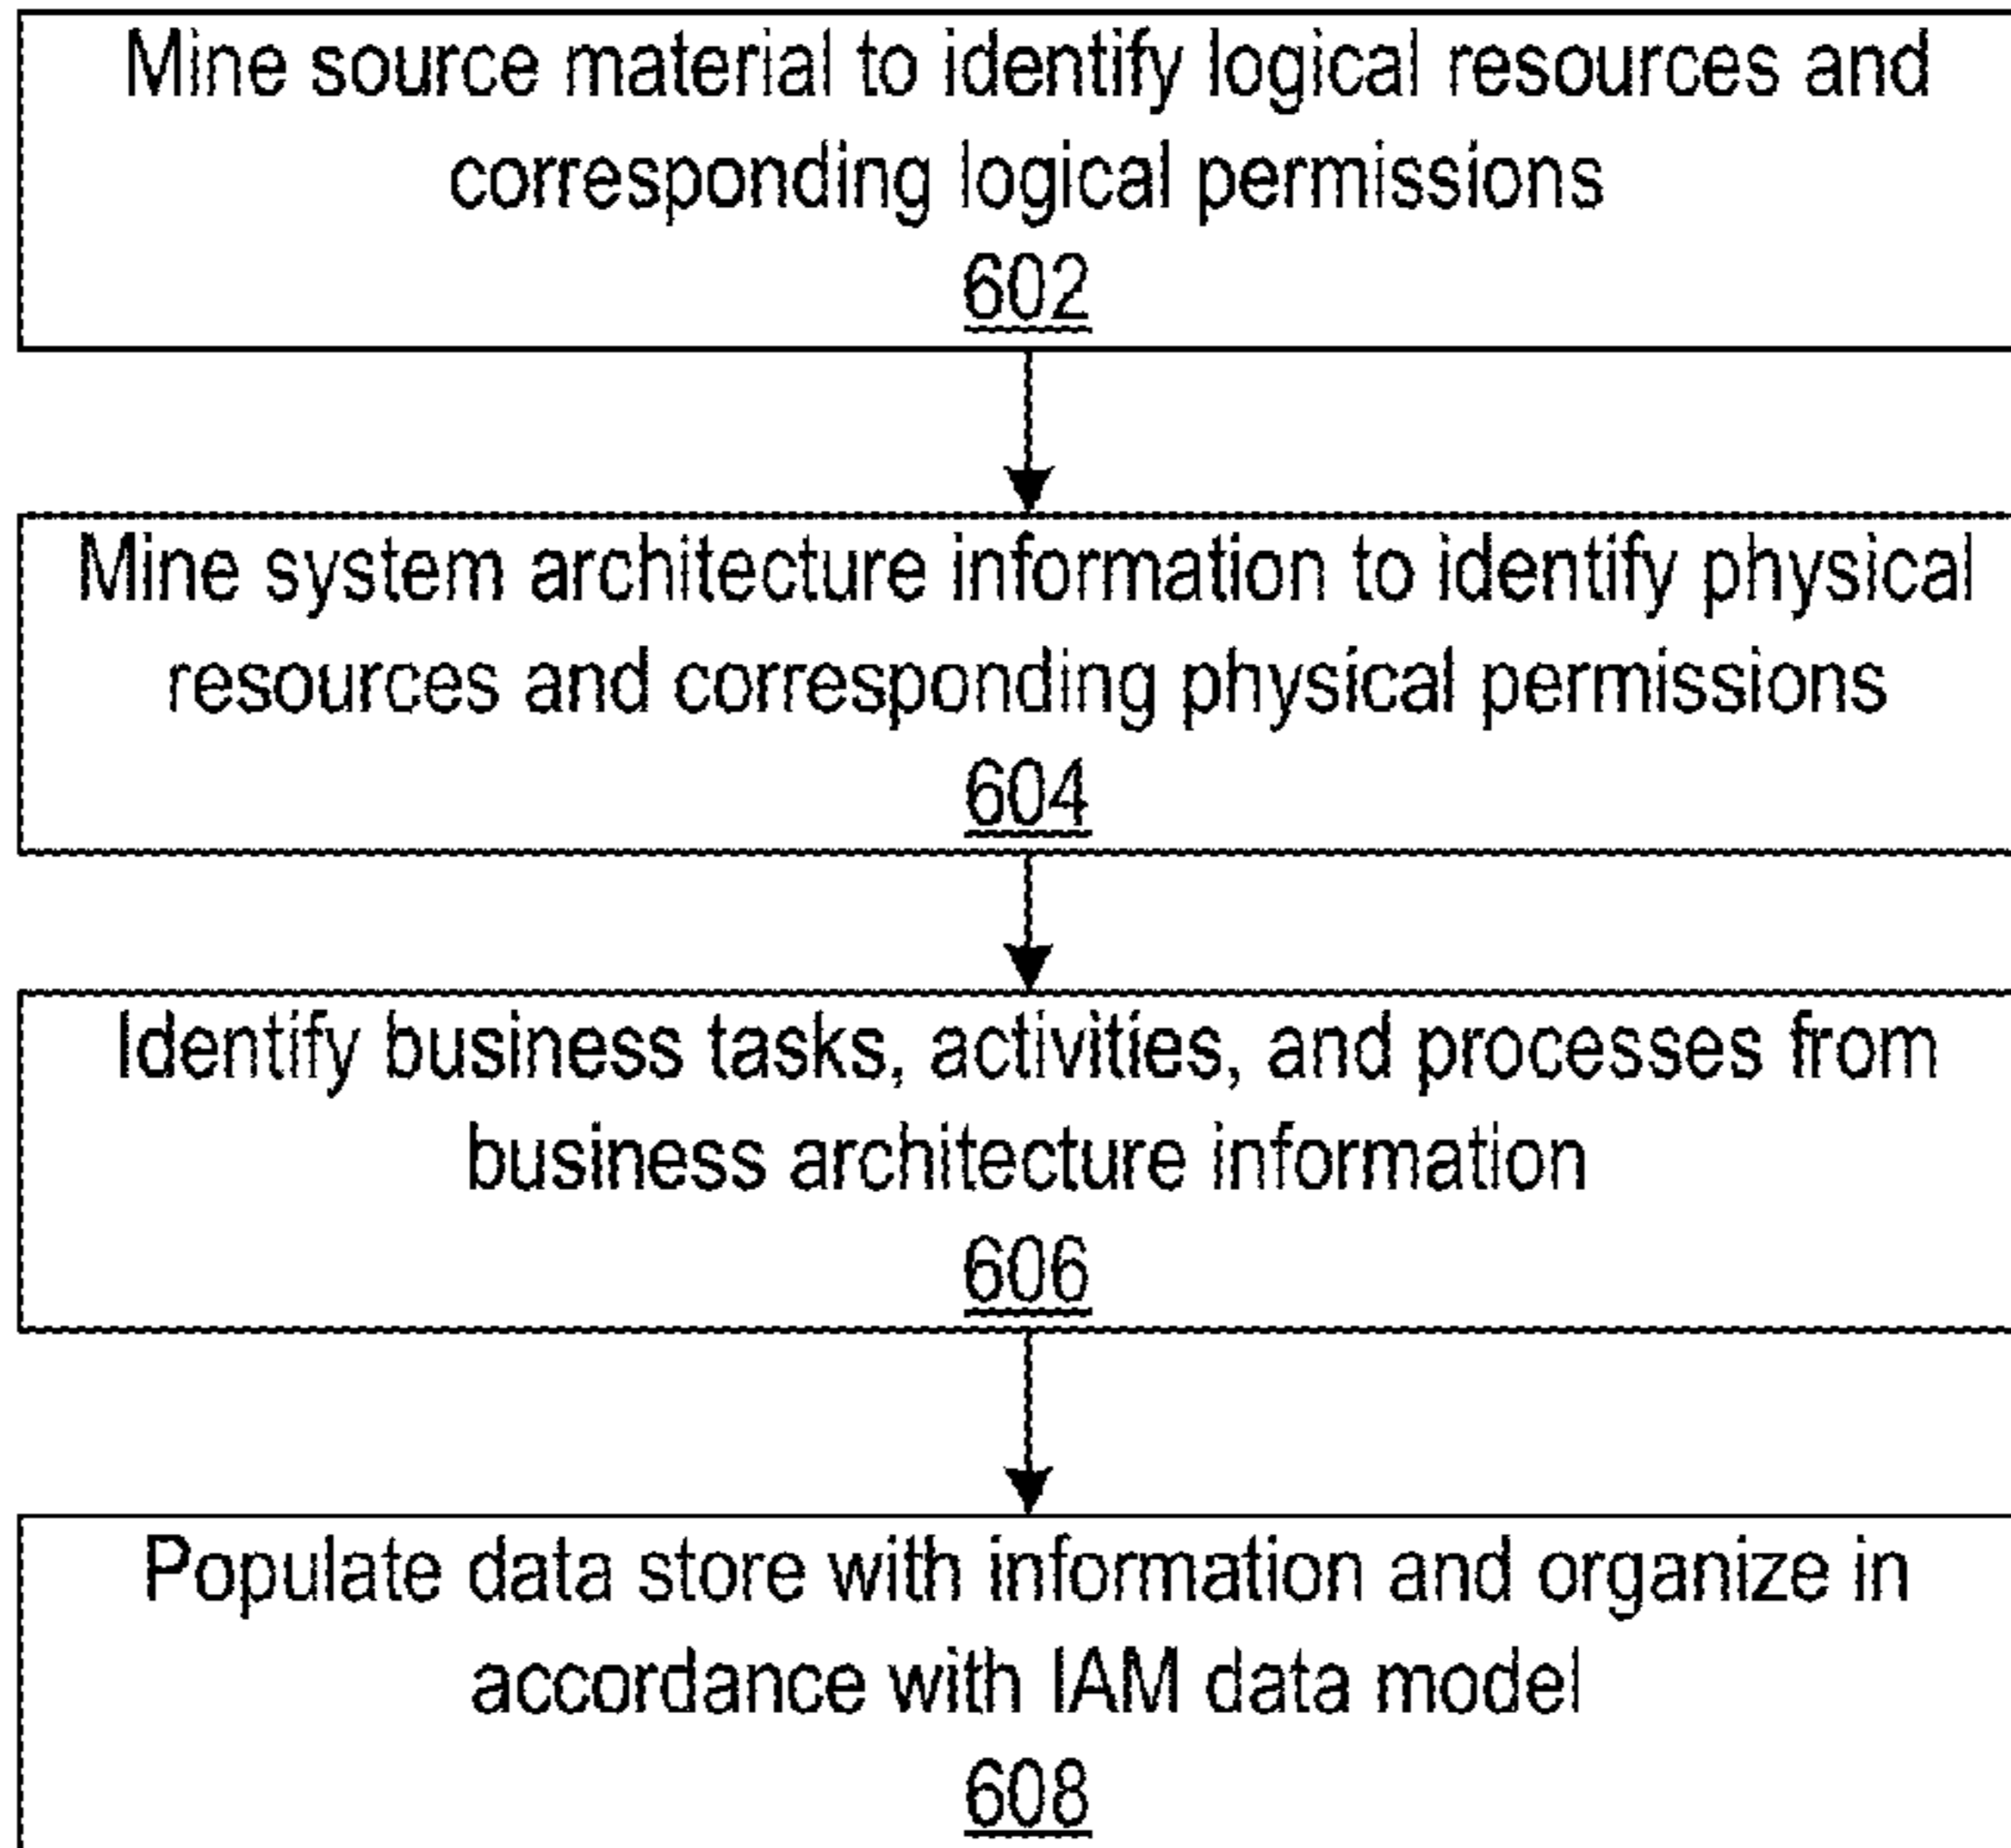 Mine source material to identify logical resources and
corresponding logical permissions
602
Mine system architecture information to identify physical
resources and corresponding physical permissions
604
Identify business tasks, activities, and processes from
business architecture information
606
Populate data store with information and organize in
accordance with IAM data model
608